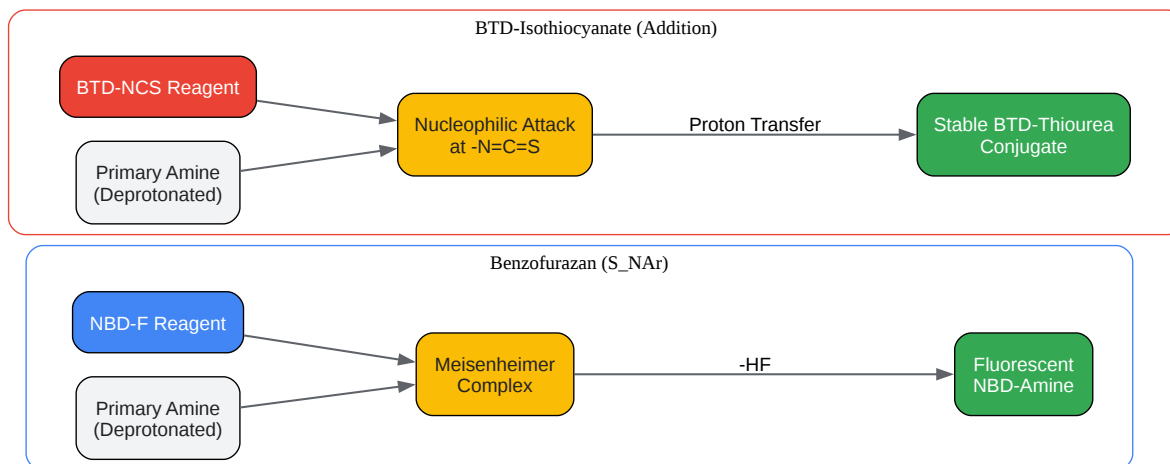 BTD-Isothiocyanate (Addition)
BTD-NCS Reagent
Primary Amine
(Deprotonated)
Nucleophilic Attack
at -N=C=S
Proton Transfer
Stable BTD-Thiourea
Conjugate
Benzofurazan (S_NAr)
NBD-F Reagent
Primary Amine
(Deprotonated)
Meisenheimer
Complex
-HF
Fluorescent
NBD-Amine